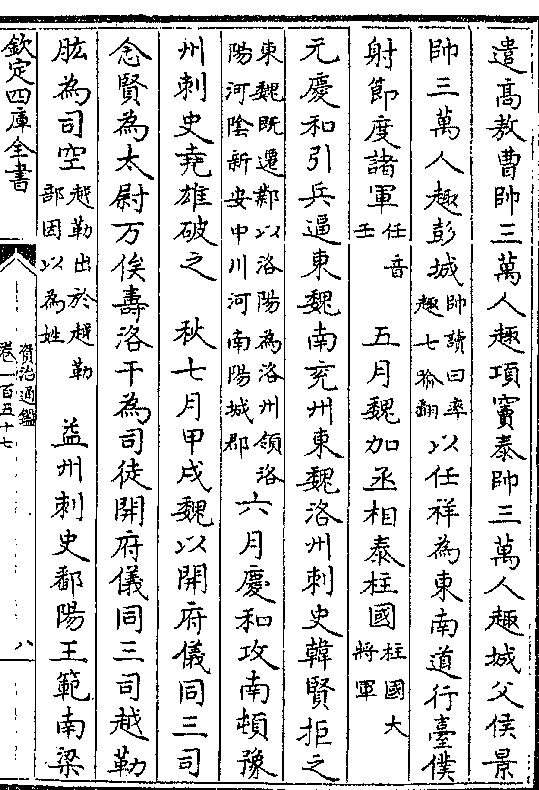 遣高敖曹帥三萬人趣項竇泰帥三萬人趣城父侯景
帥三萬人趣彭城帥讀曰率趣七喻翻以任祥為東南道行臺僕
射節度諸軍任音壬 五月魏加丞相泰柱國柱國大將軍
元慶和引兵逼東魏南兖州東魏洛州刺史韓賢拒之
東魏既遷鄴以洛陽為洛州領洛陽河陰新安中川河南陽城郡六月慶和攻南頓豫
州刺史堯雄破之 秋七月甲戌魏以開府儀同三司
念賢為太尉万俟壽洛干為司徒開府儀同三司越勒
肱為司空越勒出於越勒部因以為姓 益州刺史鄱陽王範南梁
欽定四庫全書
資治通鑑
卷一百五十七
八